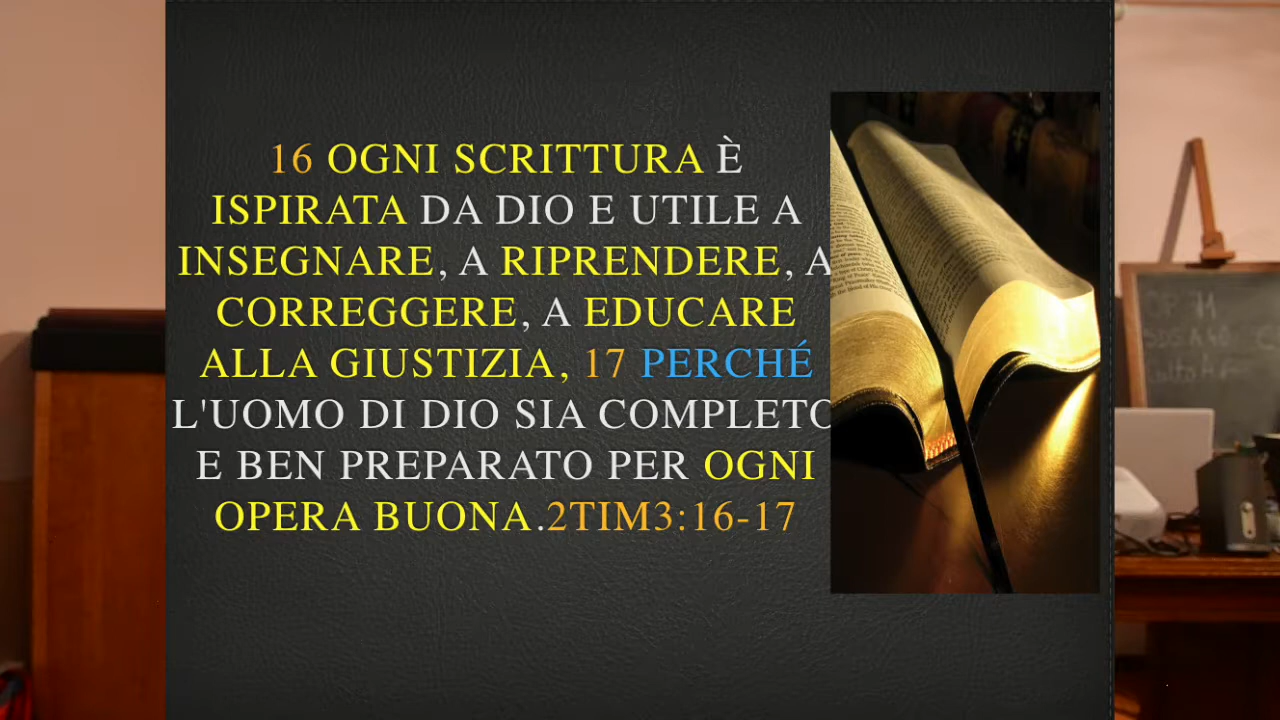 16 OGNI SCRITTURA È
ISPIRATA DA DIO E UTILE A
INSEGNARE, A RIPRENDERE, A
CORREGGERE, A EDUCARE
ALLA GIUSTIZIA, 17 PERCHÉ
L'UOMO DI DIO SIA COMPLETO
E BEN PREPARATO PER OGNI
OPERA BUONA.2TIM3:16-17